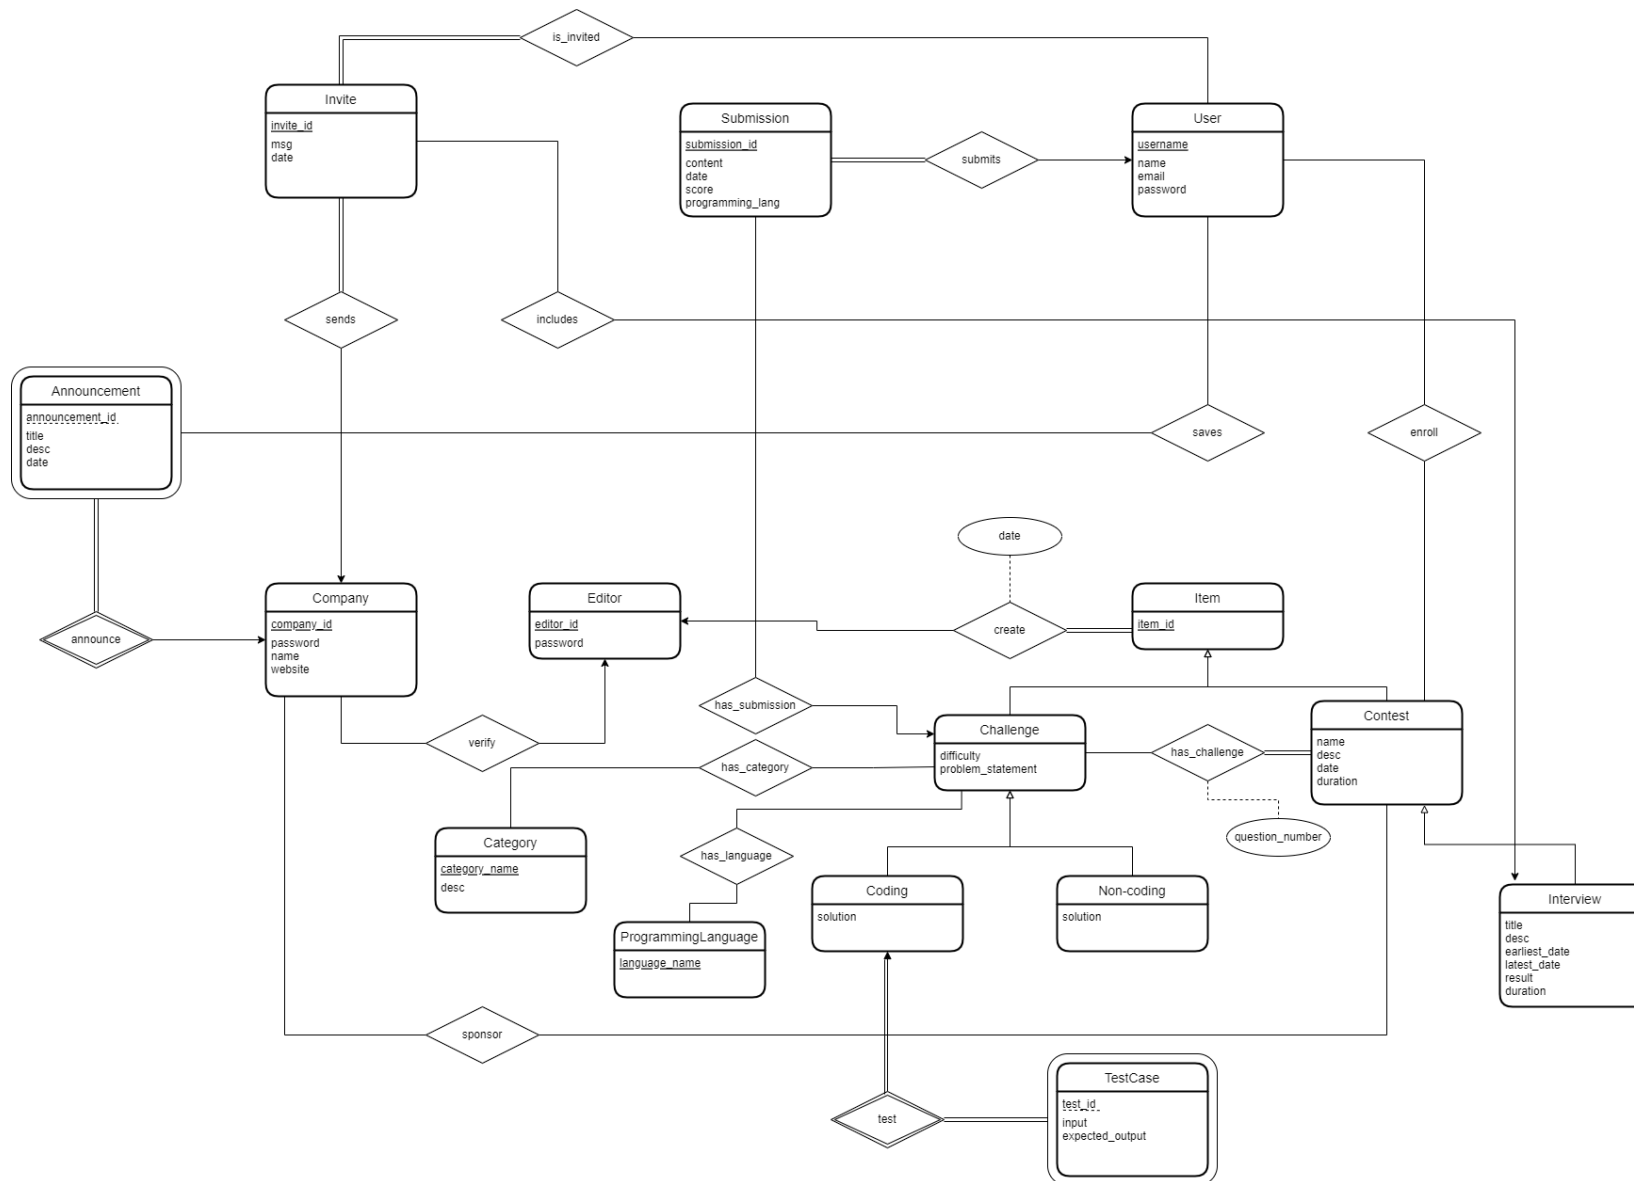 is_invited
Invite
invite_id
msg
date
Submission
submission_id
content
date
score
programming_lang
submits
User
username
name
email
password
sends
includes
Announcement
announcement_id
title
desc
date
saves
enroll
date
Company
company_id
password
name
website
Editor
editor_id
password
create
Item
item_id
announce
has_submission
verify
has_category
Challenge
difficulty
problem_statement
has_challenge
Contest
name
desc
date
duration
question_number
Category
category_name
desc
has_language
ProgrammingLanguage
language_name
Coding
solution
Non-coding
solution
Interview
title
desc
earliest_date
latest_date
result
duration
sponsor
test
TestCase
test_id
input
expected_output